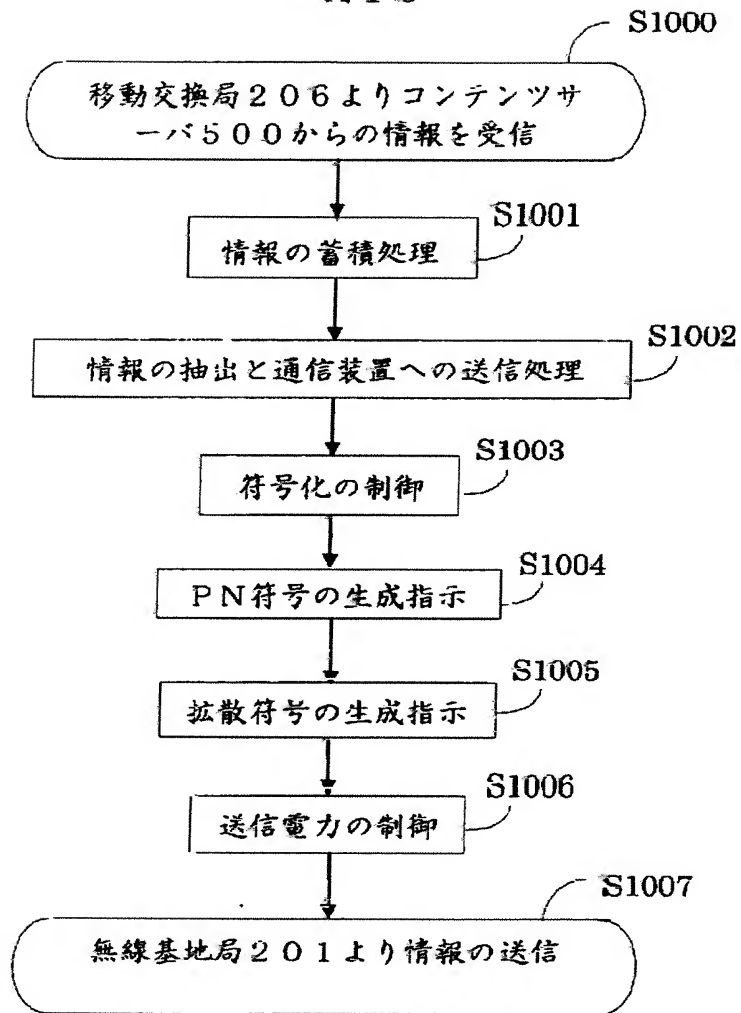 S1000
移動交換局206よりコンテンツサ
ーバ500からの情報を受信
S1001
情報の蓄積処理
S1002
情報の抽出と通信装置への送信処理
S1003
符号化の制御
S1004
PN符号の生成指示
S1005
拡散符号の生成指示
S1006
送信電力の制御
S1007
無線基地局201より情報の送信